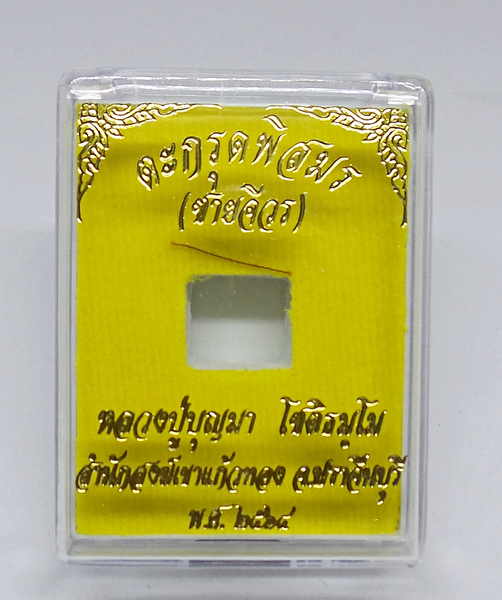 ตะกรุดพิสมร
(ชายจีวร)
หลวงปู่บุญมา โชติธมฺโม
สำนักสงฆ์เขาแก้วทอง จ.ปราจีนบุรี
พ.ศ. ๒๕๕๔